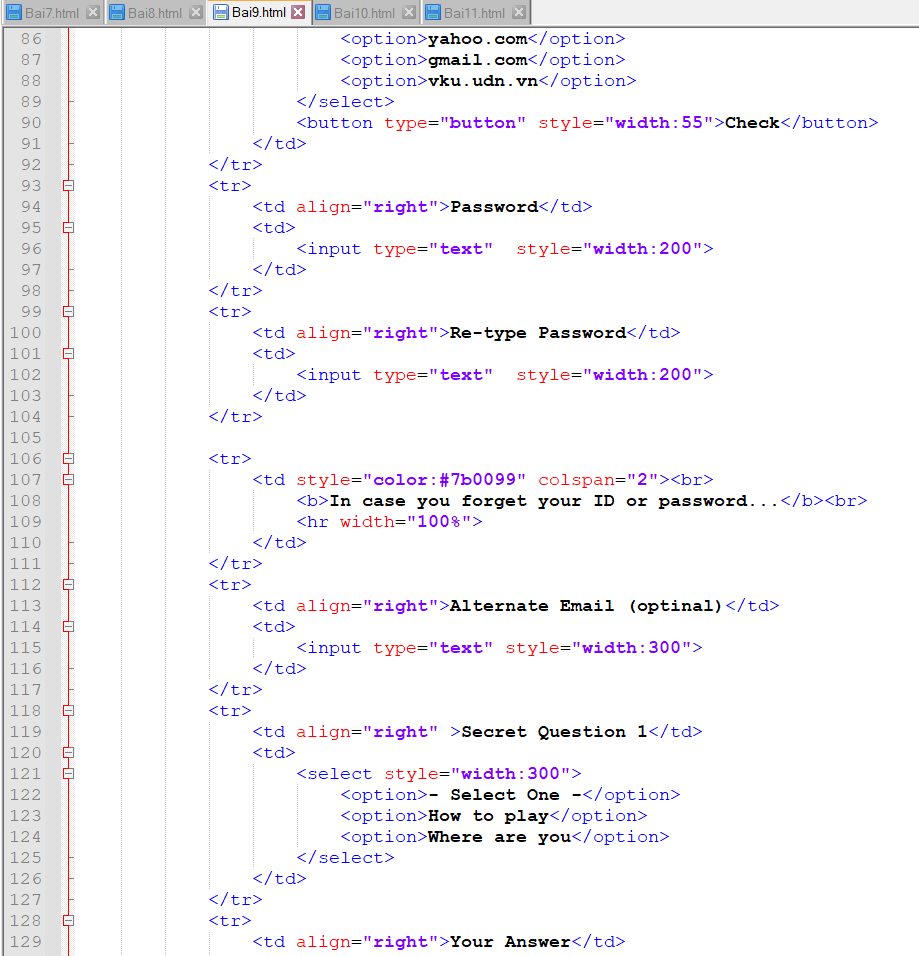 Bai7.html Bai8.html Bai9.html Bai10.html Bai11.html
86 <option>yahoo.com</option>
87 <option>gmail.com</option>
88 <option>vku.udn.vn</option>
89 </select>
90 <button type="button" style="width:55">Check</button>
91 </td>
92 </tr>
93 <tr>
94 <td align="right">Password</td>
95 <td>
96 <input type="text"  style="width:200">
97 </td>
98 </tr>
99 <tr>
100 <td align="right">Re-type Password</td>
101 <td>
102 <input type="text"  style="width:200">
103 </td>
104 </tr>
105
106 <tr>
107 <td style="color:#7b0099" colspan="2"><br>
108 <b>In case you forget your ID or password...</b><br>
109 <hr width="100%">
110 </td>
111 </tr>
112 <tr>
113 <td align="right">Alternate Email (optinal)</td>
114 <td>
115 <input type="text" style="width:300">
116 </td>
117 </tr>
118 <tr>
119 <td align="right" >Secret Question 1</td>
120 <td>
121 <select style="width:300">
122 <option>- Select One -</option>
123 <option>How to play</option>
124 <option>Where are you</option>
125 </select>
126 </td>
127 </tr>
128 <tr>
129 <td align="right">Your Answer</td>